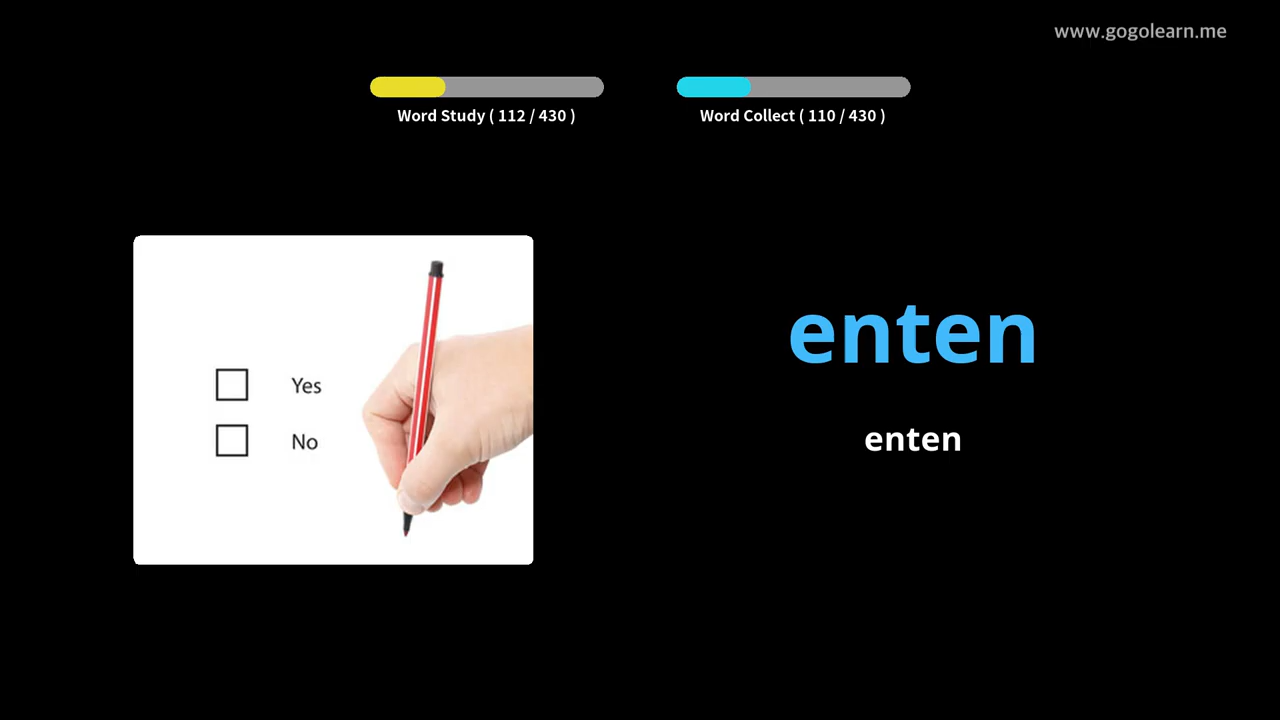 www.gogolearn.me
Word Study ( 112 / 430 )
Word Collect ( 110 / 430 )
Yes
No
enten
enten